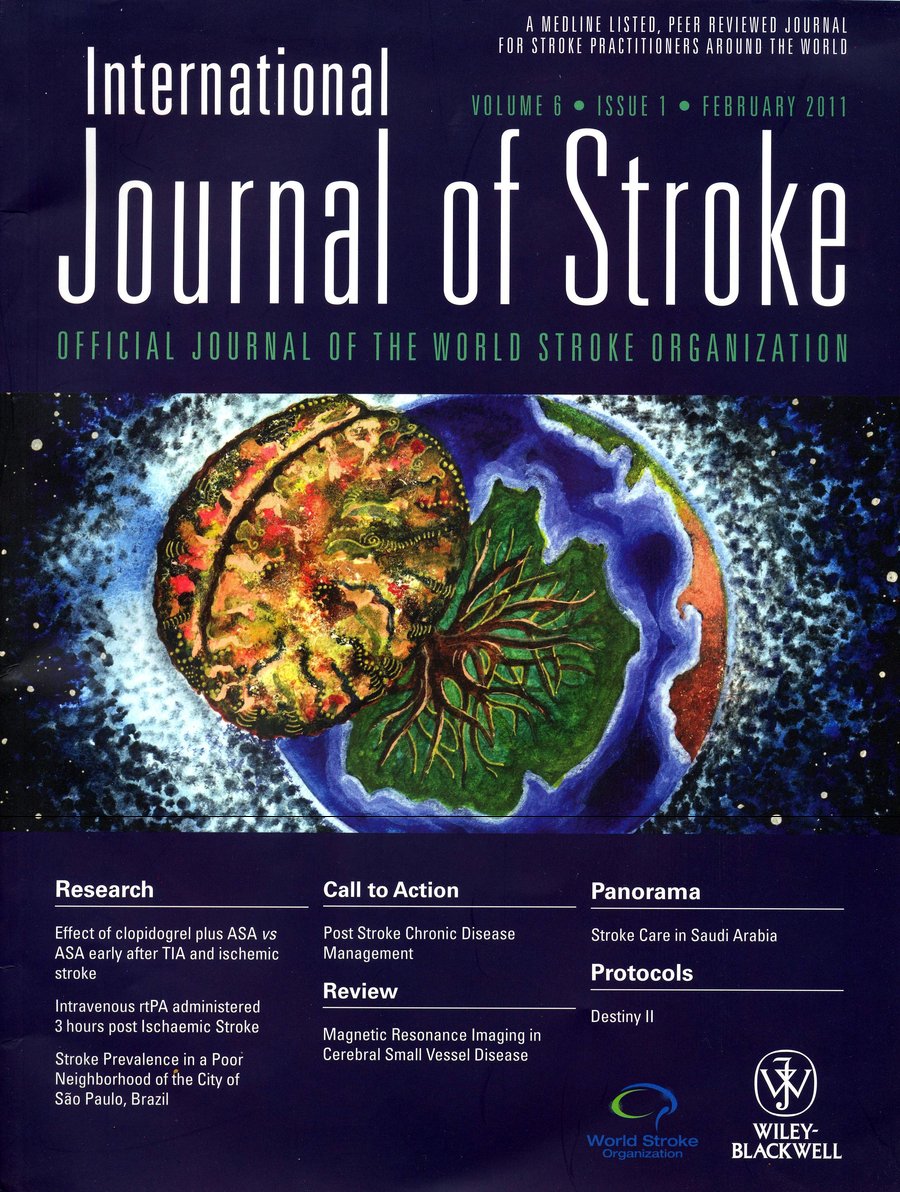 A MEDLINE LISTED, PEER REVIEWED JOURNAL
FOR STROKE PRACTITIONERS AROUND THE WORLD
International
VOLUME 6 • ISSUE 1 • FEBRUARY 2011
Journal of Stroke
OFFICIAL JOURNAL OF THE WORLD STROKE ORGANIZATION
Research
Effect of clopidogrel plus ASA vs
ASA early after TIA and ischemic
stroke
Intravenous rtPA administered
3 hours post Ischaemic Stroke
Stroke Prevalence in a Poor
Neighborhood of the City of
São Paulo, Brazil
Call to Action
Post Stroke Chronic Disease
Management
Review
Magnetic Resonance Imaging in
Cerebral Small Vessel Disease
Panorama
Stroke Care in Saudi Arabia
Protocols
Destiny II
World Stroke
Organization
WILEY-
BLACKWELL